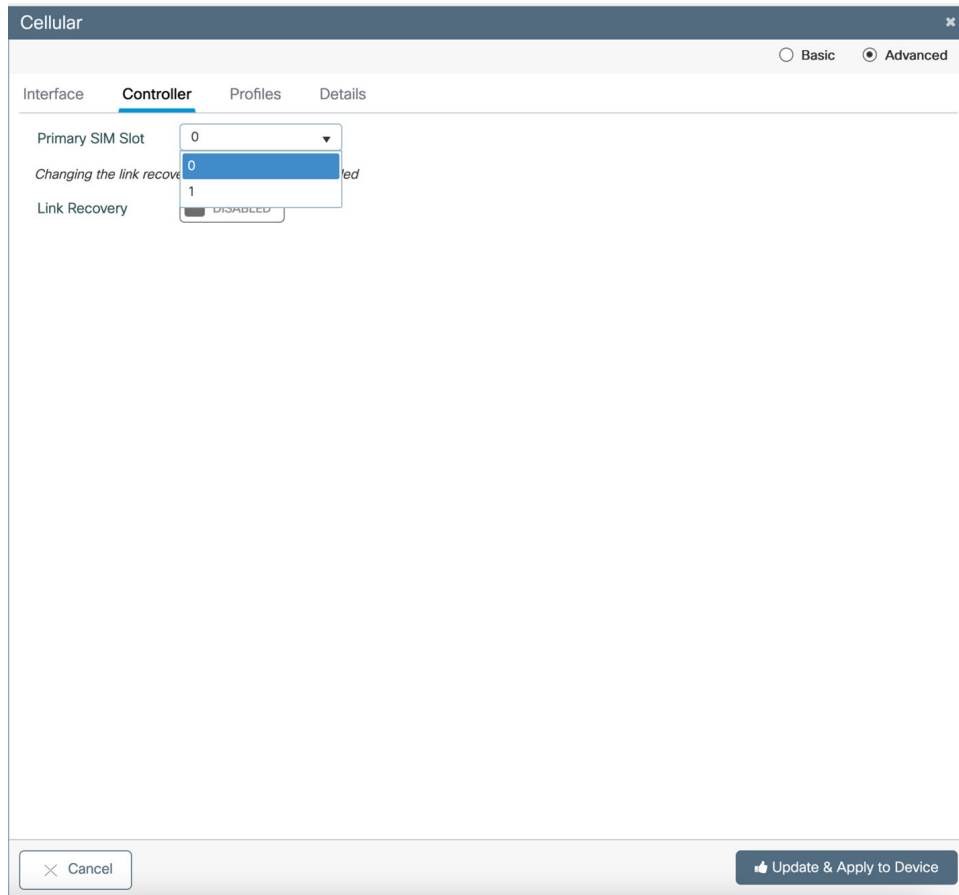 Cellular
Basic Advanced
Interface Controller Profiles Details
Primary SIM Slot 0
0
Changing the link led
1
Link Recovery DISABLED
Cancel Update & Apply to Device